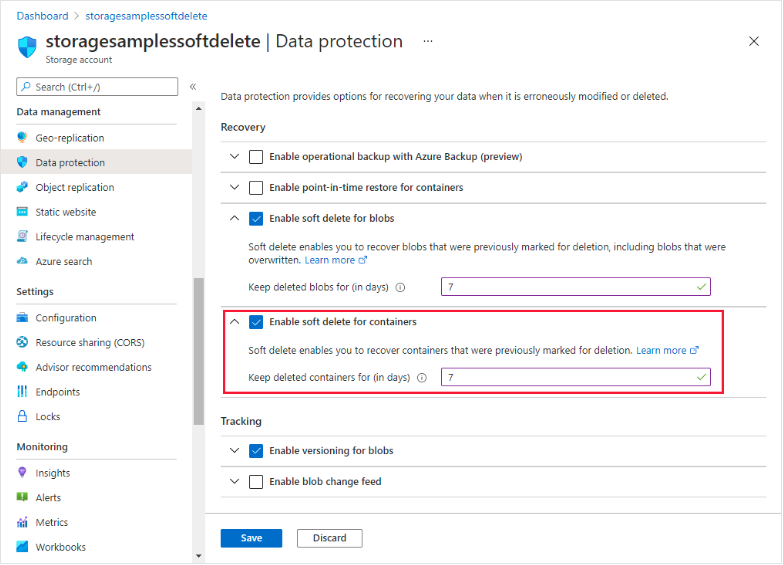 Dashboard > storagesamplessoftdelete
storagesamplessoftdelete | Data protection ...
Storage account
Search (Ctrl+/)
«
Data management
Geo-replication
Data protection
Object replication
Static website
Lifecycle management
Azure search
Settings
Configuration
Resource sharing (CORS)
Advisor recommendations
Endpoints
Locks
Monitoring
Insights
Alerts
Metrics
Workbooks
Data protection provides options for recovering your data when it is erroneously modified or deleted.
Recovery
Enable operational backup with Azure Backup (preview)
Enable point-in-time restore for containers
Enable soft delete for blobs
Soft delete enables you to recover blobs that were previously marked for deletion, including blobs that were
overwritten. Learn more
Keep deleted blobs for (in days) 7
Enable soft delete for containers
Soft delete enables you to recover containers that were previously marked for deletion. Learn more
Keep deleted containers for (in days) 7
Tracking
Enable versioning for blobs
Enable blob change feed
Save Discard